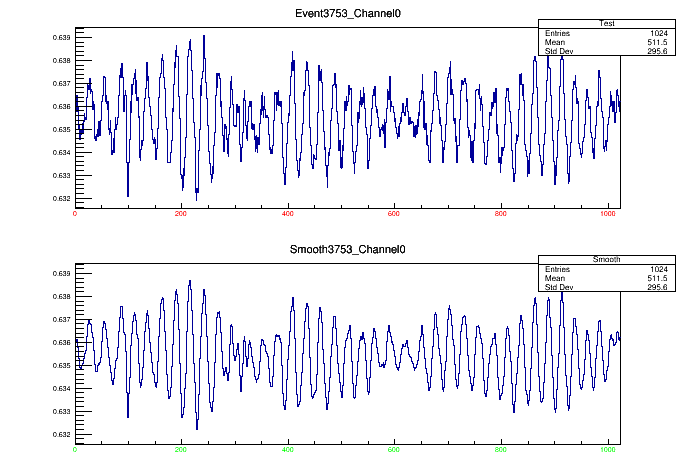 Event3753_Channel0
Test
Entries 1024
Mean 511.5
Std Dev 295.6
0.639
0.638
0.637
0.636
0.635
0.634
0.633
0.632
0 200 400 600 800 1000
Smooth3753_Channel0
Smooth
Entries 1024
Mean 511.5
Std Dev 295.6
0.639
0.638
0.637
0.636
0.635
0.634
0.633
0.632
0 200 400 600 800 1000